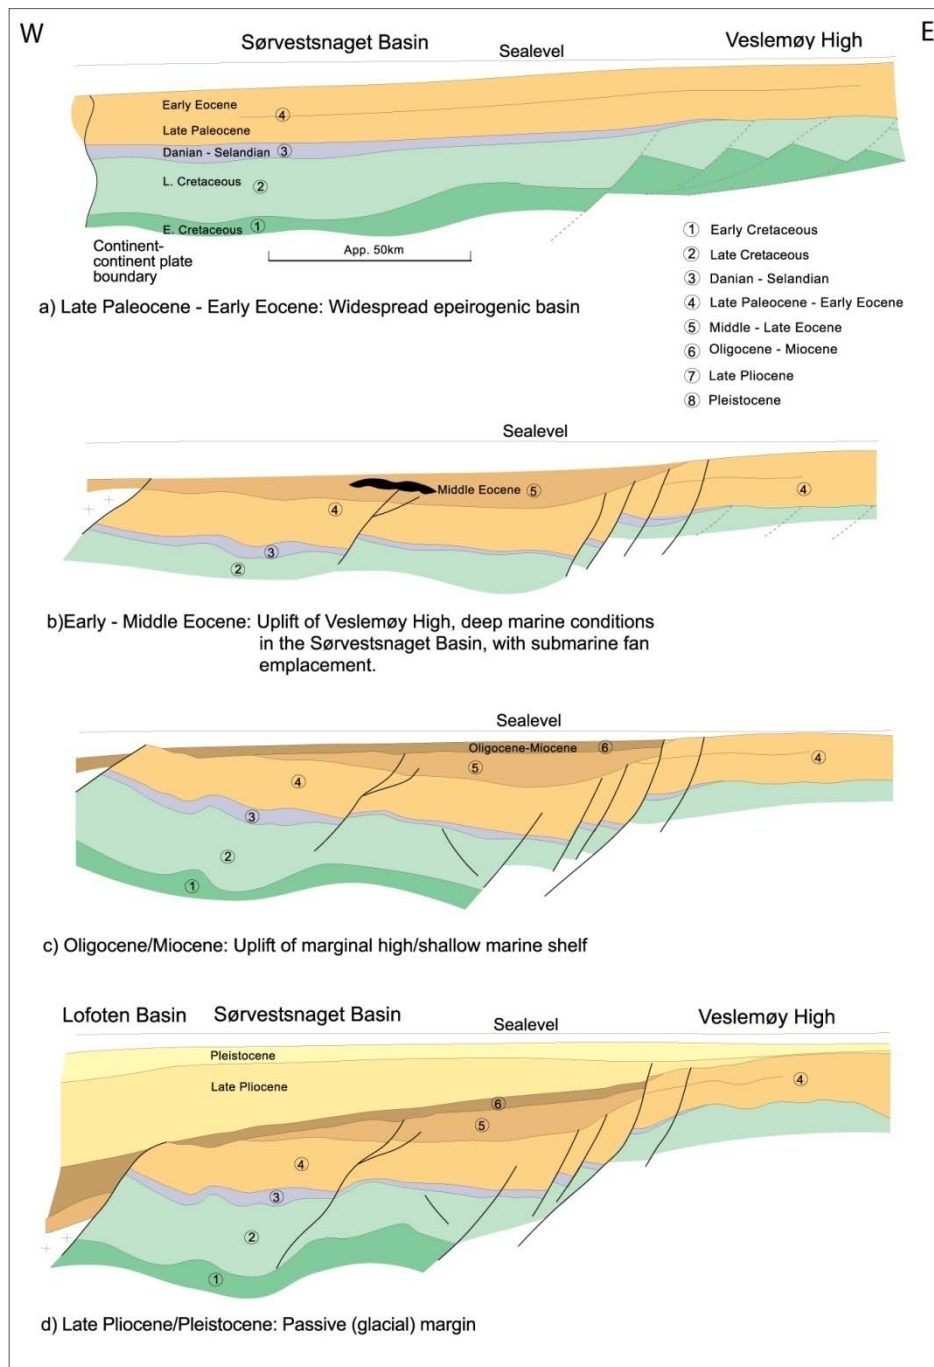 W
E
Sørvestsnaget Basin
Sealevel
Veslemøy High
Early Eocene
4
Late Paleocene
Danian - Selandian 3
L. Cretaceous 2
E. Cretaceous 1
Continent-
continent plate
boundary
App. 50km
a) Late Paleocene - Early Eocene: Widespread epeirogenic basin
1 Early Cretaceous
2 Late Cretaceous
3 Danian - Selandian
4 Late Paleocene - Early Eocene
5 Middle - Late Eocene
6 Oligocene - Miocene
7 Late Pliocene
8 Pleistocene
Sealevel
Middle Eocene 5
4
4
3
2
b)Early - Middle Eocene: Uplift of Veslemøy High, deep marine conditions
in the Sørvestsnaget Basin, with submarine fan
emplacement.
Sealevel
Oligocene-Miocene 6
5
4
4
3
2
1
c) Oligocene/Miocene: Uplift of marginal high/shallow marine shelf
Lofoten Basin
Sørvestsnaget Basin
Sealevel
Veslemøy High
Pleistocene
Late Pliocene
6
5
4
4
3
2
1
d) Late Pliocene/Pleistocene: Passive (glacial) margin